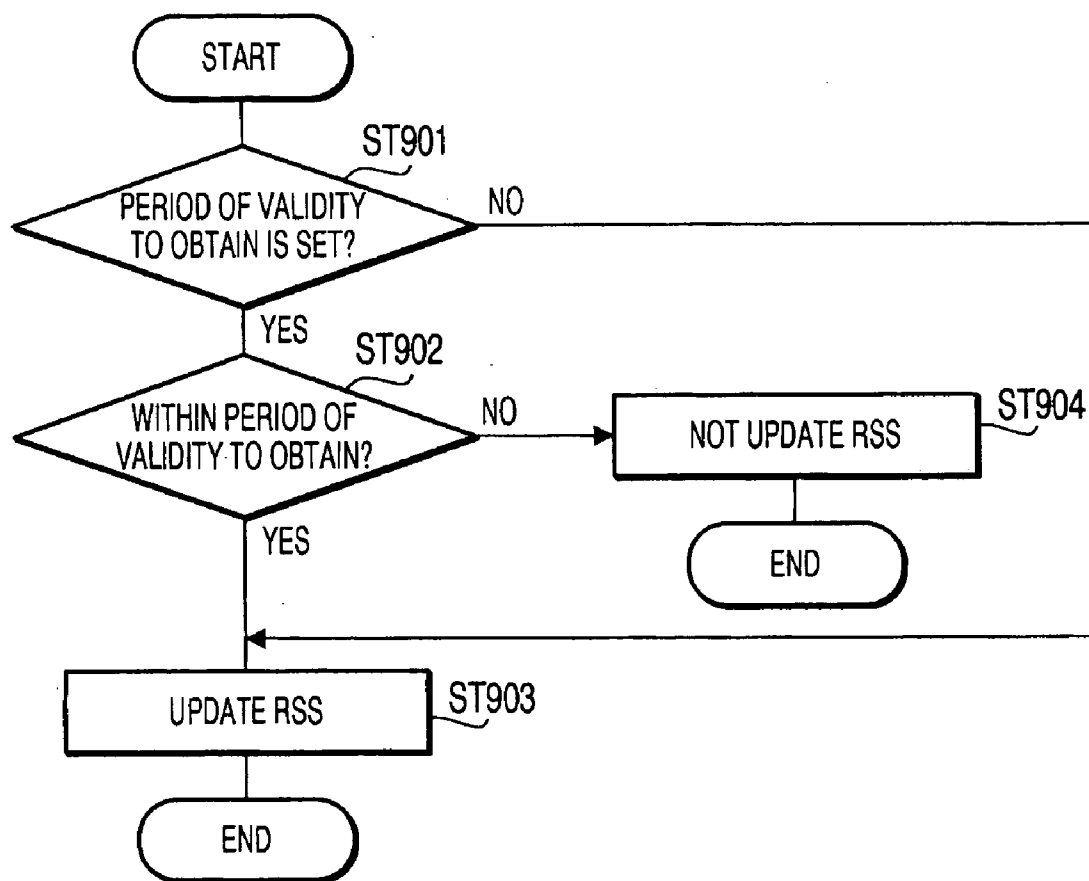 START
ST901
PERIOD OF VALIDITY
TO OBTAIN IS SET?
NO
YES
ST902
WITHIN PERIOD OF
VALIDITY TO OBTAIN?
NO
NOT UPDATE RSS
ST904
YES
END
UPDATE RSS
ST903
END